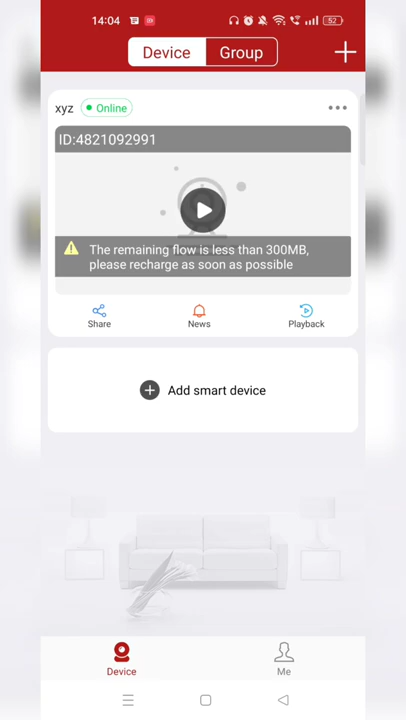 14:04
52
Device
Group
xyz
Online
ID:4821092991
The remaining flow is less than 300MB,
please recharge as soon as possible
Share
News
Playback
Add smart device
Device
Me